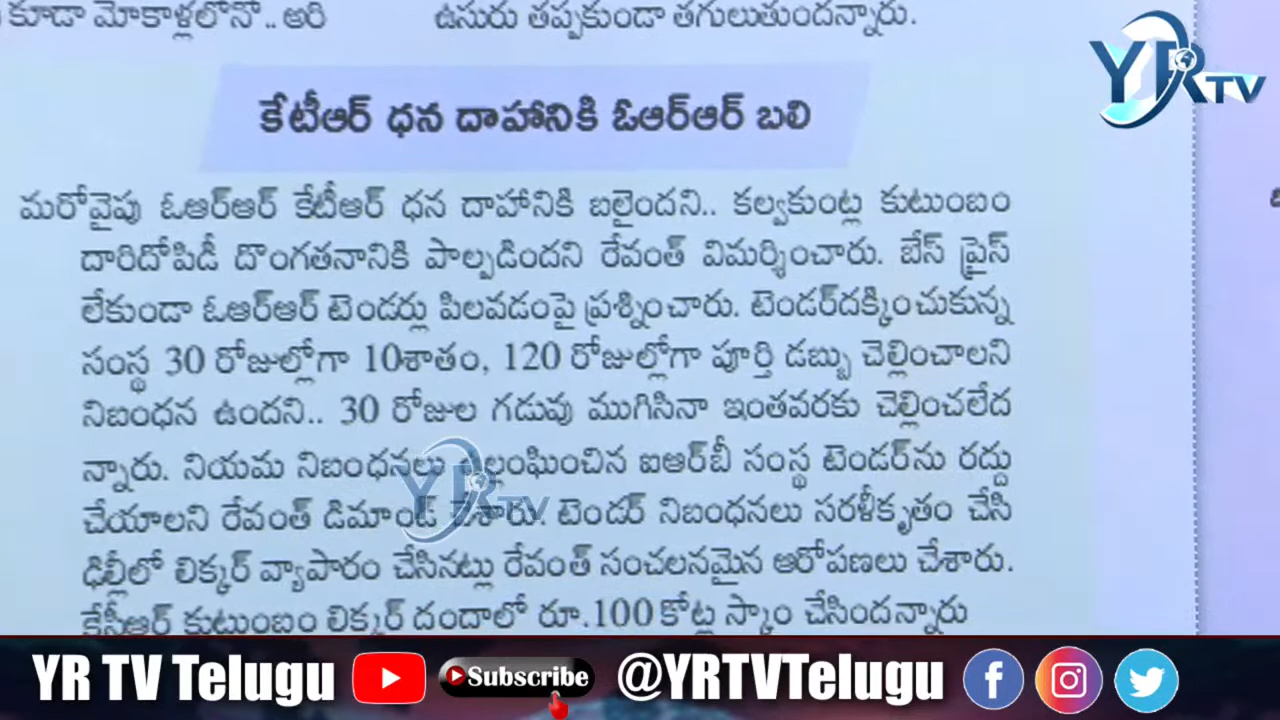 కూడా మోకాళ్లలోనో.. అరి
ఉసురు తప్పకుండా తగులుతుందన్నారు.
YR TV
కేటీఆర్ ధన దాహానికి ఓఆర్ఆర్ బలి
మరోవైపు ఓఆర్ఆర్ కేటీఆర్ ధన దాహానికి బలైందని.. కల్వకుంట్ల కుటుంబం
దారిదోపిడీ దొంగతనానికి పాల్పడిందని రేవంత్ విమర్శించారు. బేస్ ప్రైస్
లేకుండా ఓఆర్ఆర్ టెండర్లు పిలవడంపై ప్రశ్నించారు. టెండర్‌దక్కించుకున్న
సంస్థ 30 రోజుల్లోగా 10శాతం, 120 రోజుల్లోగా పూర్తి డబ్బు చెల్లించాలని
నిబంధన ఉందని.. 30 రోజుల గడువు ముగిసినా ఇంతవరకు చెల్లించలేద
న్నారు. నియమ నిబంధనలు ఉల్లంఘించిన ఐఆర్‌బీ సంస్థ టెండర్‌ను రద్దు
చేయాలని రేవంత్ డిమాండ్ చేశారు. టెండర్ నిబంధనలు సరళీకృతం చేసి
ఢిల్లీలో లిక్కర్ వ్యాపారం చేసినట్లు రేవంత్ సంచలనమైన ఆరోపణలు చేశారు.
కేసీఆర్ కుటుంబం లిక్కర్ దందాలో రూ.100 కోట్ల స్కాం చేసిందన్నారు
YR TV
YR TV Telugu Subscribe @YRTVTelugu